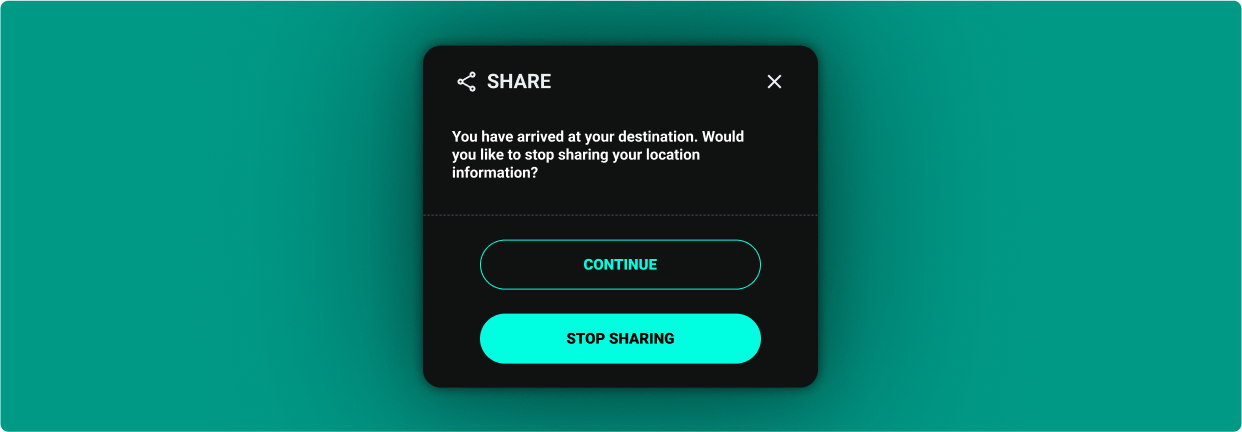 SHARE
You have arrived at your destination. Would
you like to stop sharing your location
information?
CONTINUE
STOP SHARING